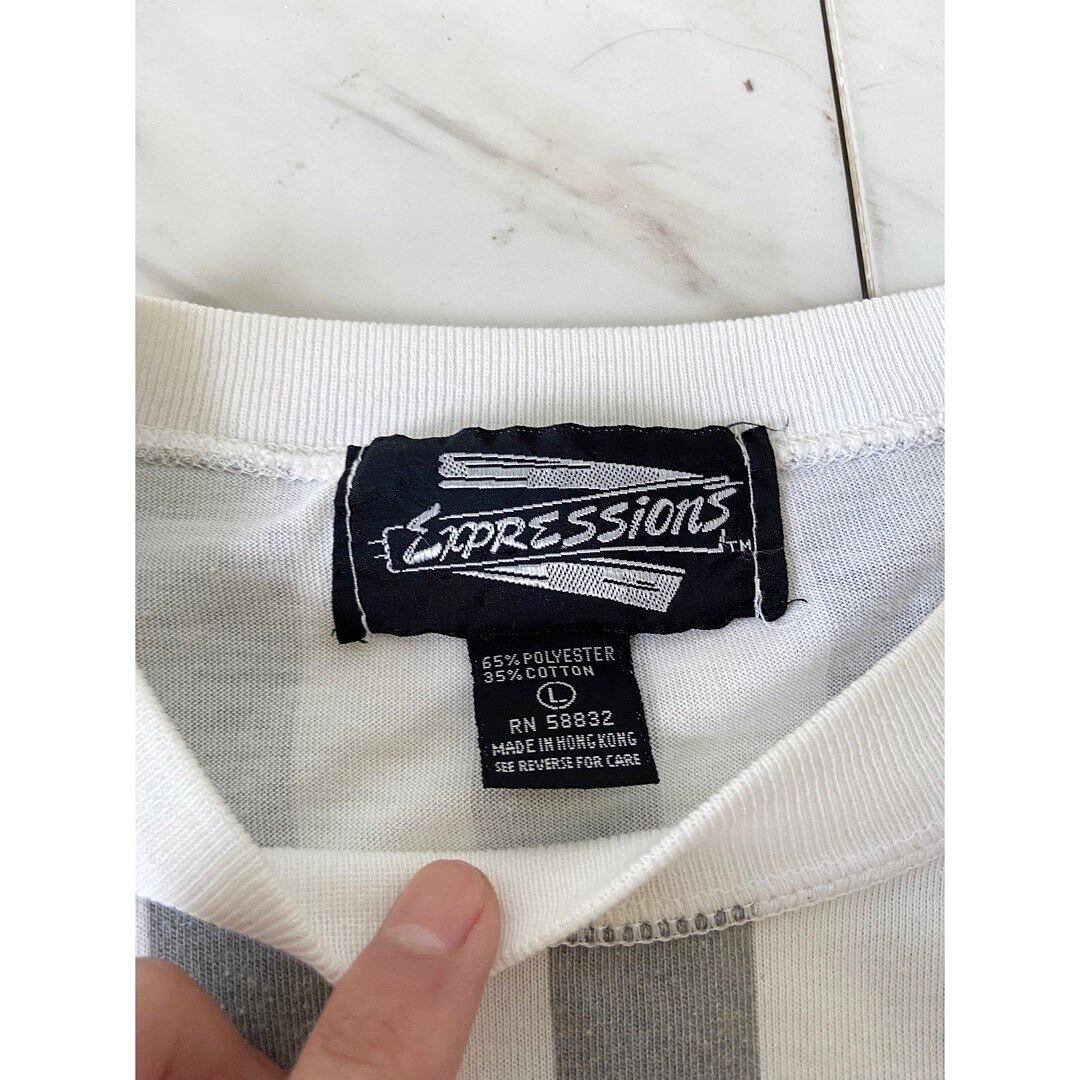 EXPRESSionS
TM
65% POLYESTER
35% COTTON
L
RN 58832
MADE IN HONG KONG
SEE REVERSE FOR CARE